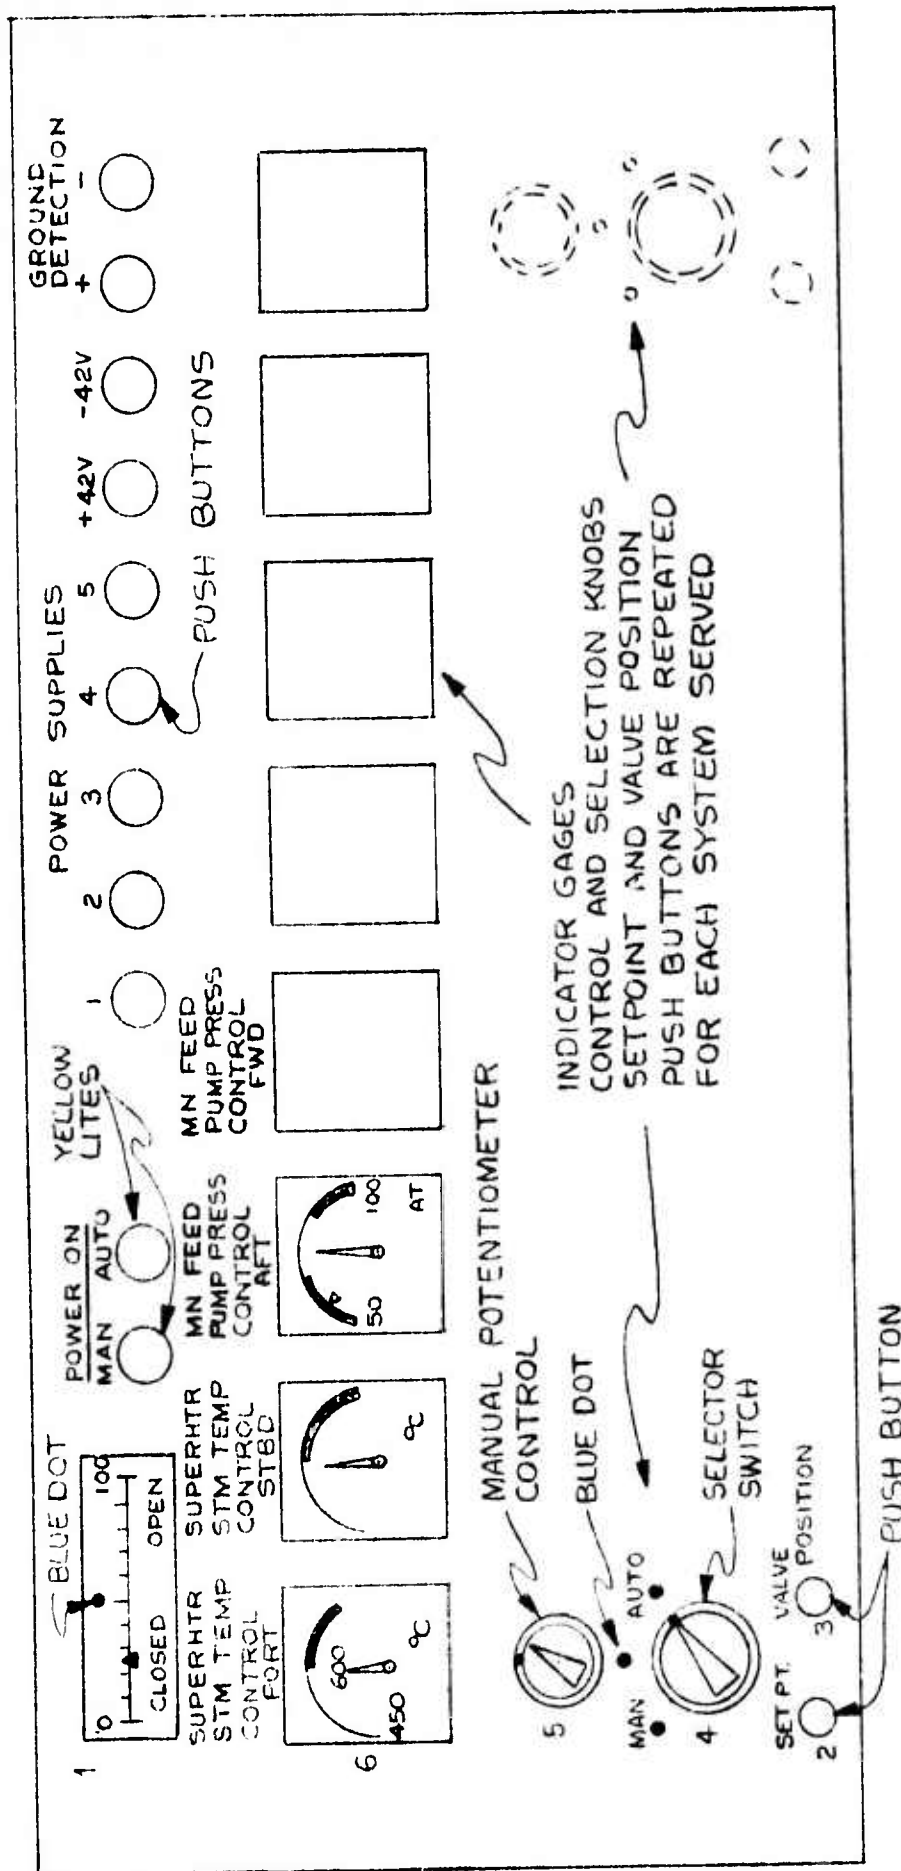 BLUE DOT
1
0
100
CLOSED OPEN
POWER ON
MAN AUTO
YELLOW
LITES
POWER SUPPLIES
1 2 3 4 5 +42V -42V
GROUND
DETECTION
+ -
PUSH BUTTONS
SUPERHTR
STM TEMP
CONTROL
PORT
SUPERHTR
STM TEMP
CONTROL
STBD
MN FEED
PUMP PRESS
CONTROL
AFT
MN FEED
PUMP PRESS
CONTROL
FWD
6
450 600
°C
°C
50 100
AT
MANUAL POTENTIOMETER
CONTROL
5
BLUE DOT
MAN AUTO
4
SELECTOR
SWITCH
SET PT.
2
VALVE
POSITION
3
PUSH BUTTON
INDICATOR GAGES
CONTROL AND SELECTION KNOBS
SETPOINT AND VALVE POSITION
PUSH BUTTONS ARE REPEATED
FOR EACH SYSTEM SERVED